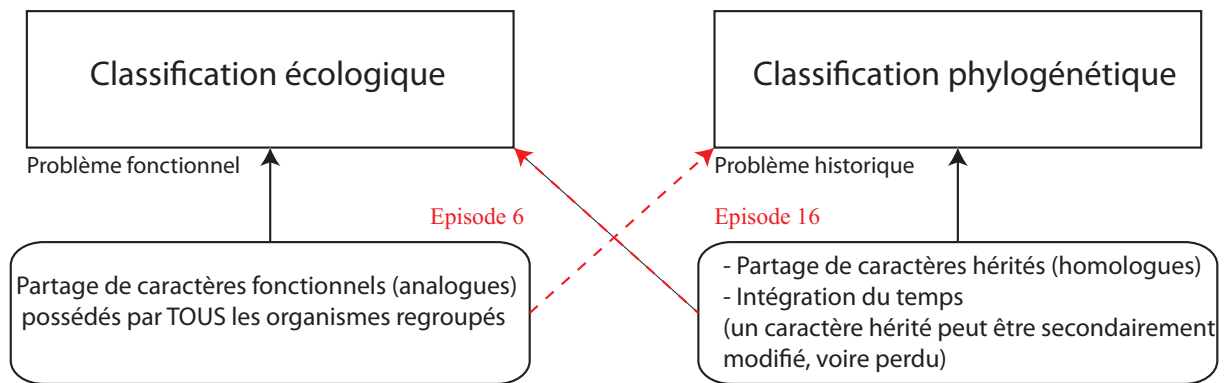 Classification écologique
Classification phylogénétique
Problème fonctionnel
Problème historique
Episode 6
Episode 16
Partage de caractères fonctionnels (analogues)
possédés par TOUS les organismes regroupés
- Partage de caractères hérités (homologues)
- Intégration du temps
(un caractère hérité peut être secondairement
modifié, voire perdu)